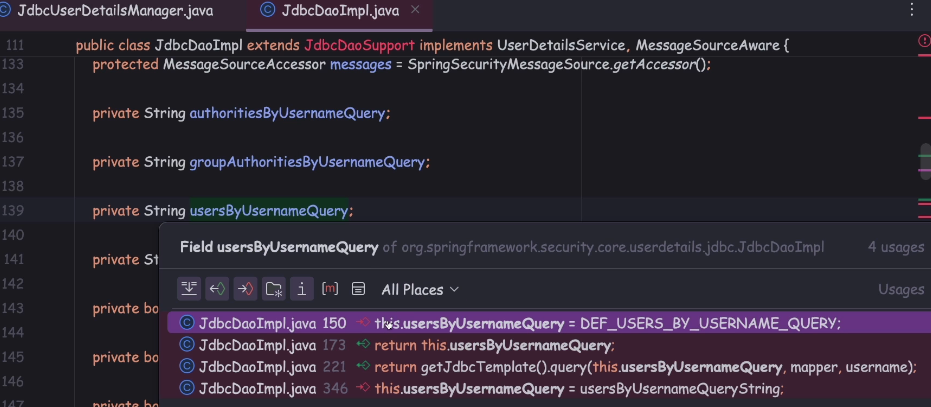 JdbcUserDetailsManager.java JdbcDaoImpl.java
111 public class JdbcDaoImpl extends JdbcDaoSupport implements UserDetailsService, MessageSourceAware {
133 protected MessageSourceAccessor messages = SpringSecurityMessageSource.getAccessor();
134
135 private String authoritiesByUsernameQuery;
136
137 private String groupAuthoritiesByUsernameQuery;
138
139 private String usersByUsernameQuery;
140
Field usersByUsernameQuery of org.springframework.security.core.userdetails.jdbc.JdbcDaoImpl 4 usages
141 private St
142
All Places Usages
143 private bo
JdbcDaoImpl.java 150 this.usersByUsernameQuery = DEF_USERS_BY_USERNAME_QUERY;
144
JdbcDaoImpl.java 173 return this.usersByUsernameQuery;
145 private bo
JdbcDaoImpl.java 221 return getJdbcTemplate().query(this.usersByUsernameQuery, mapper, username);
146
JdbcDaoImpl.java 346 this.usersByUsernameQuery = usersByUsernameQueryString;
147 private bo